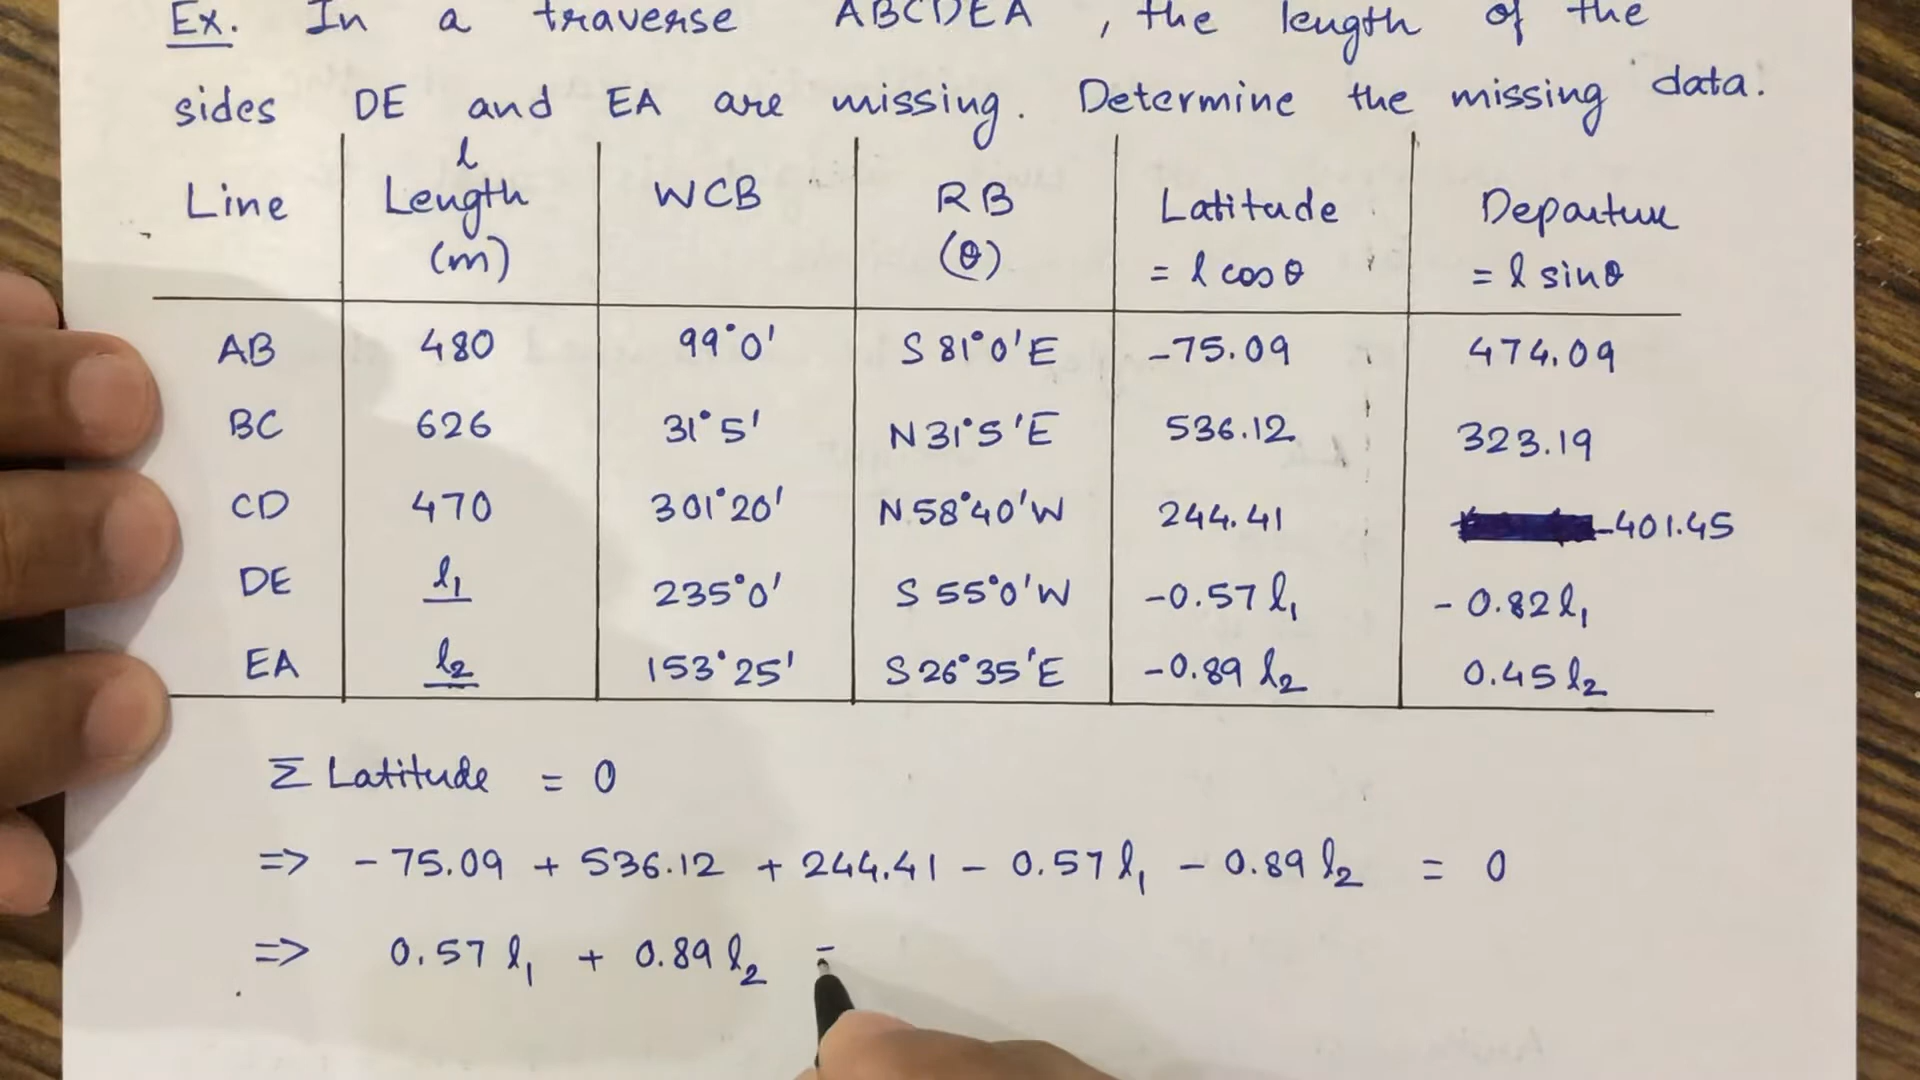 Ex. In a traverse ABCDEA, the length of the
sides DE and EA are missing. Determine the missing data.
Line | l Length (m) | WCB | RB (θ) | Latitude = l cos θ | Departure = l sin θ
AB | 480 | 99°0' | S 81°0'E | -75.09 | 474.09
BC | 626 | 31°5' | N 31°5'E | 536.12 | 323.19
CD | 470 | 301°20' | N 58°40'W | 244.41 | -401.45
DE | l₁ | 235°0' | S 55°0'W | -0.57 l₁ | -0.82 l₁
EA | l₂ | 153°25' | S 26°35'E | -0.89 l₂ | 0.45 l₂
Σ Latitude = 0
=> -75.09 + 536.12 + 244.41 - 0.57 l₁ - 0.89 l₂ = 0
=> 0.57 l₁ + 0.89 l₂ =